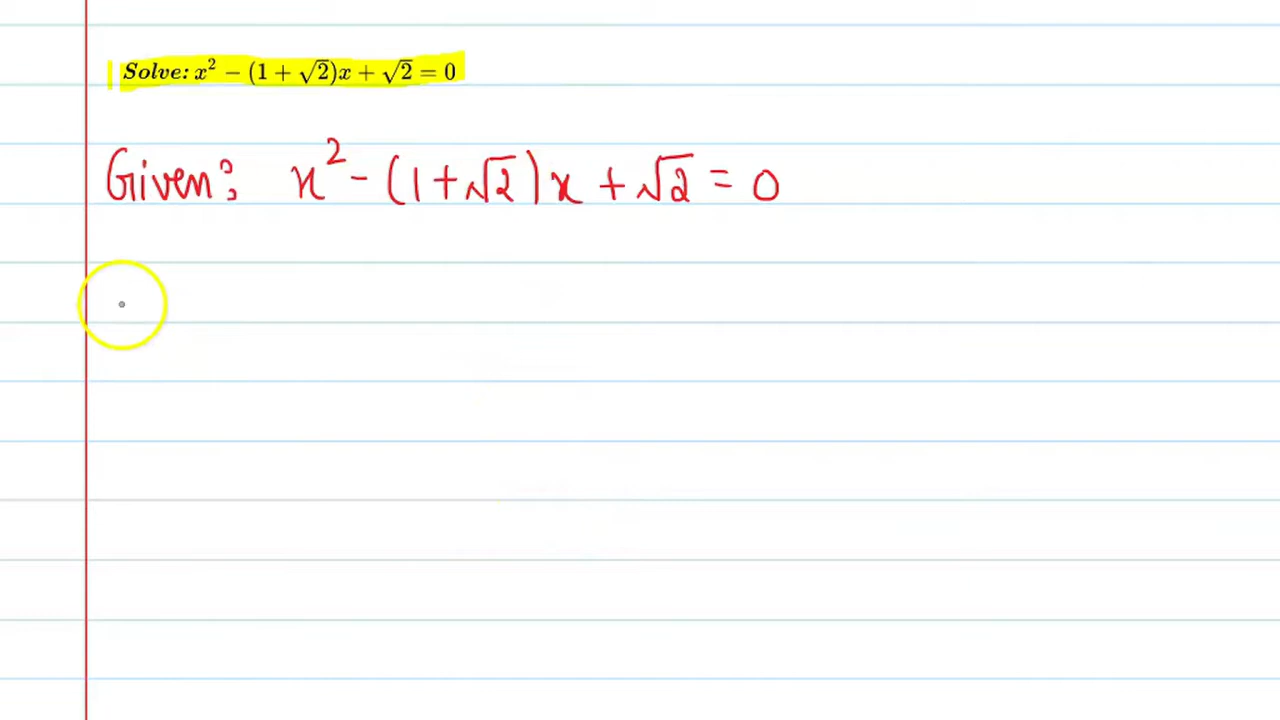 Solve: x² − (1 + √2)x + √2 = 0
Given: x² - (1+√2)x + √2 = 0